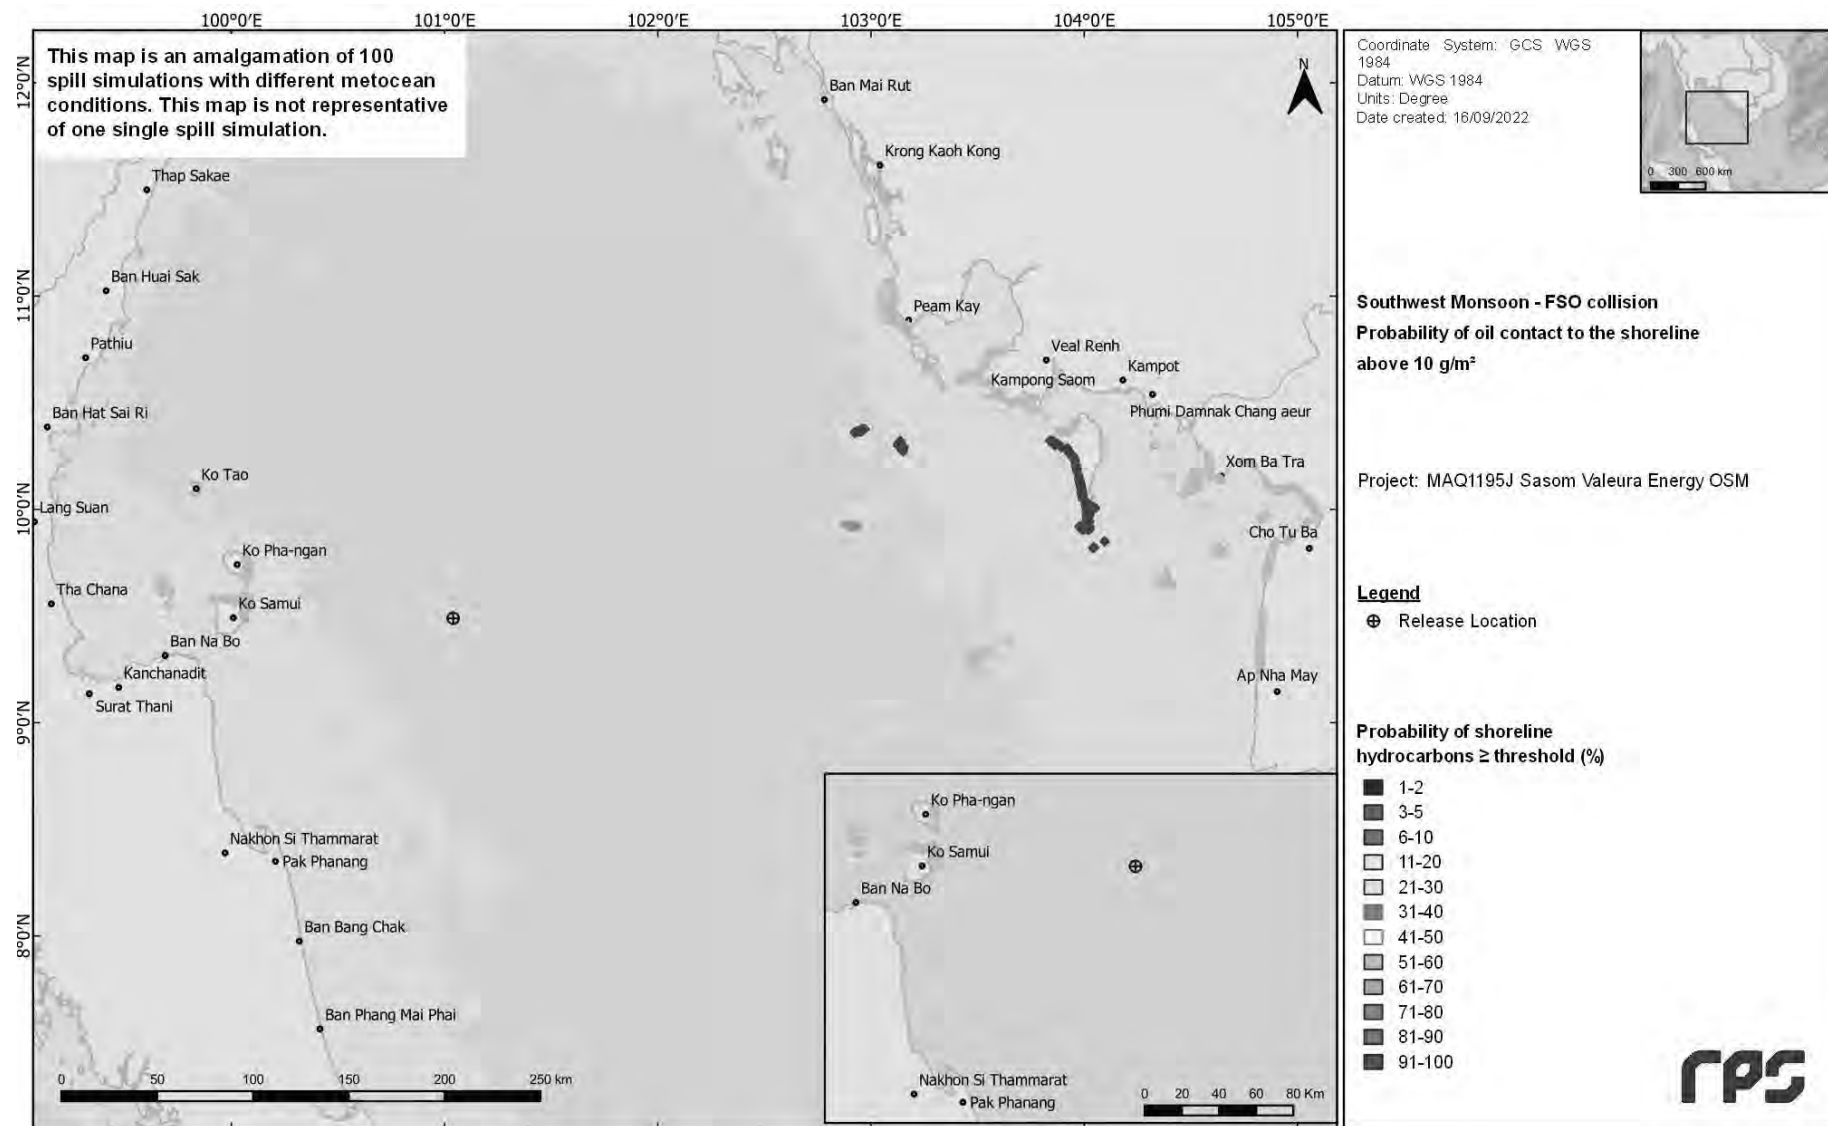 100°0'E 101°0'E 102°0'E 103°0'E 104°0'E 105°0'E
This map is an amalgamation of 100
spill simulations with different metocean
conditions. This map is not representative
of one single spill simulation.
12°0'N
11°0'N
10°0'N
9°0'N
8°0'N
N
Ban Mai Rut
Krong Kaoh Kong
Thap Sakae
Ban Huai Sak
Peam Kay
Pathiu
Veal Renh
Kampot
Kampong Saom
Ban Hat Sai Ri
Phumi Damnak Chang aeur
Ko Tao
Xom Ba Tra
Lang Suan
Cho Tu Ba
Ko Pha-ngan
Tha Chana
Ko Samui
Ban Na Bo
Kanchanadit
Ap Nha May
Surat Thani
Nakhon Si Thammarat
Pak Phanang
Ban Bang Chak
Ban Phang Mai Phai
0 50 100 150 200 250 km
Ko Pha-ngan
Ko Samui
Ban Na Bo
Nakhon Si Thammarat
Pak Phanang
0 20 40 60 80 Km
Coordinate System: GCS WGS
1984
Datum: WGS 1984
Units: Degree
Date created: 16/09/2022
0 300 600 km
Southwest Monsoon - FSO collision
Probability of oil contact to the shoreline
above 10 g/m²
Project: MAQ1195J Sasom Valeura Energy OSM
Legend
Release Location
Probability of shoreline
hydrocarbons ≥ threshold (%)
1-2
3-5
6-10
11-20
21-30
31-40
41-50
51-60
61-70
71-80
81-90
91-100
rps